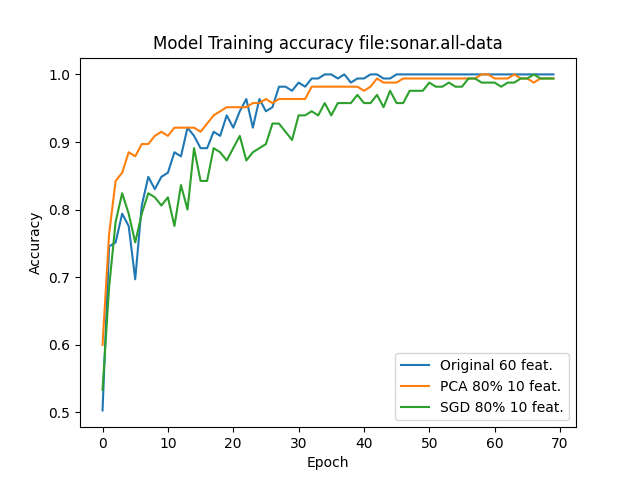 Model Training accuracy file:sonar.all-data
1.0
0.9
0.8
0.7
0.6
0.5
Accuracy
0 10 20 30 40 50 60 70
Epoch
Original 60 feat.
PCA 80% 10 feat.
SGD 80% 10 feat.